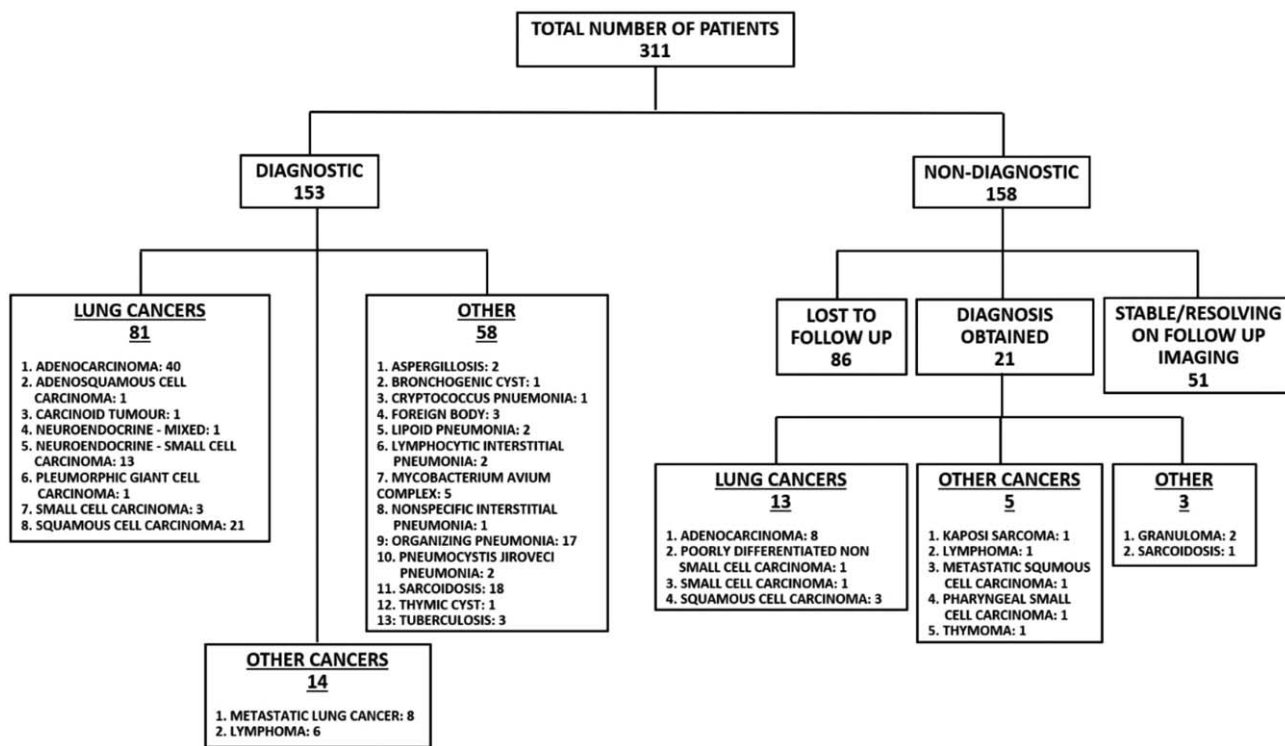 TOTAL NUMBER OF PATIENTS
311
DIAGNOSTIC
153
NON-DIAGNOSTIC
158
LUNG CANCERS
81
1. ADENOCARCINOMA: 40
2. ADENOSQUAMOUS CELL
CARCINOMA: 1
3. CARCINOID TUMOUR: 1
4. NEUROENDOCRINE - MIXED: 1
5. NEUROENDOCRINE - SMALL CELL
CARCINOMA: 13
6. PLEUMORPHIC GIANT CELL
CARCINOMA: 1
7. SMALL CELL CARCINOMA: 3
8. SQUAMOUS CELL CARCINOMA: 21
OTHER
58
1. ASPERGILLOSIS: 2
2. BRONCHOGENIC CYST: 1
3. CRYPTOCOCCUS PNUEMONIA: 1
4. FOREIGN BODY: 3
5. LIPOID PNEUMONIA: 2
6. LYMPHOCYTIC INTERSTITIAL
PNEUMONIA: 2
7. MYCOBACTERIUM AVIUM
COMPLEX: 5
8. NONSPECIFIC INTERSTITIAL
PNEUMONIA: 1
9: ORGANIZING PNEUMONIA: 17
10. PNEUMOCYSTIS JIROVECI
PNEUMONIA: 2
11. SARCOIDOSIS: 18
12. THYMIC CYST: 1
13: TUBERCULOSIS: 3
OTHER CANCERS
14
1. METASTATIC LUNG CANCER: 8
2. LYMPHOMA: 6
LOST TO
FOLLOW UP
86
DIAGNOSIS
OBTAINED
21
STABLE/RESOLVING
ON FOLLOW UP
IMAGING
51
LUNG CANCERS
13
1. ADENOCARCINOMA: 8
2. POORLY DIFFERENTIATED NON
SMALL CELL CARCINOMA: 1
3. SMALL CELL CARCINOMA: 1
4. SQUAMOUS CELL CARCINOMA: 3
OTHER CANCERS
5
1. KAPOSI SARCOMA: 1
2. LYMPHOMA: 1
3. METASTATIC SQUMOUS
CELL CARCINOMA: 1
4. PHARYNGEAL SMALL
CELL CARCINOMA: 1
5. THYMOMA: 1
OTHER
3
1. GRANULOMA: 2
2. SARCOIDOSIS: 1